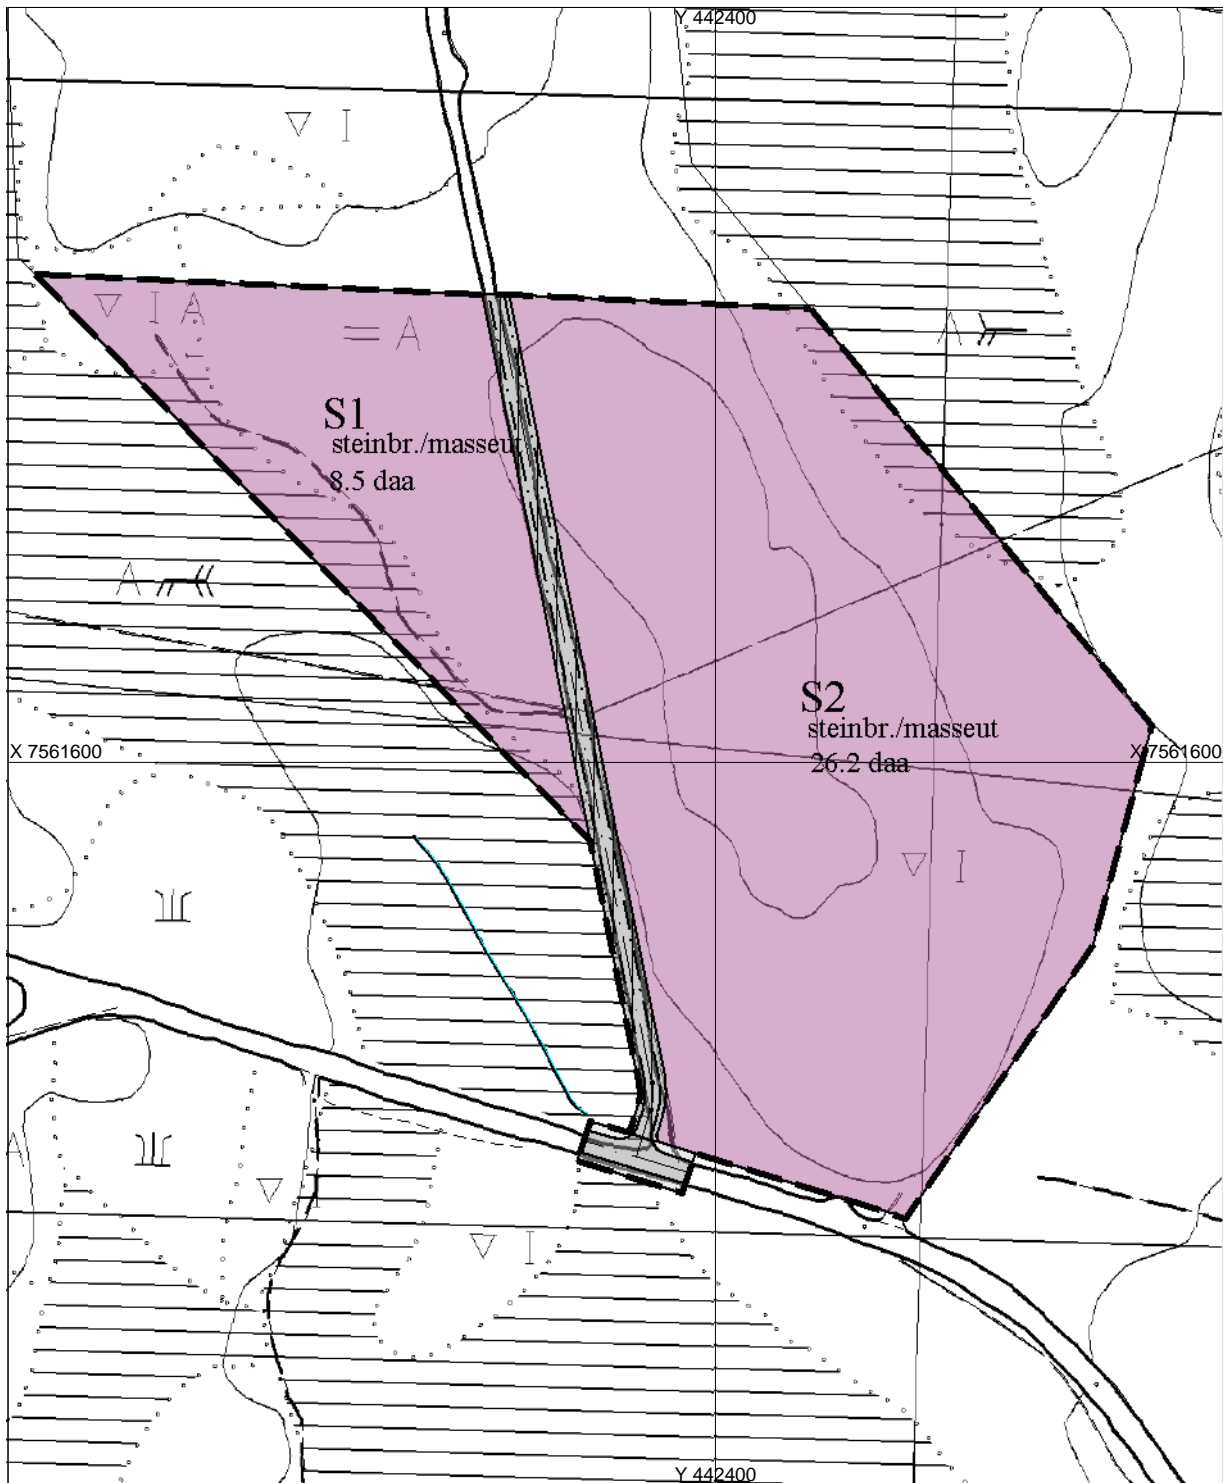 Y 442400
I
I A
= A
A
S1
steinbr./masseut
8.5 daa
A
S2
steinbr./masseut
26.2 daa
X 7561600
X 7561600
I
A
I
Y 442400